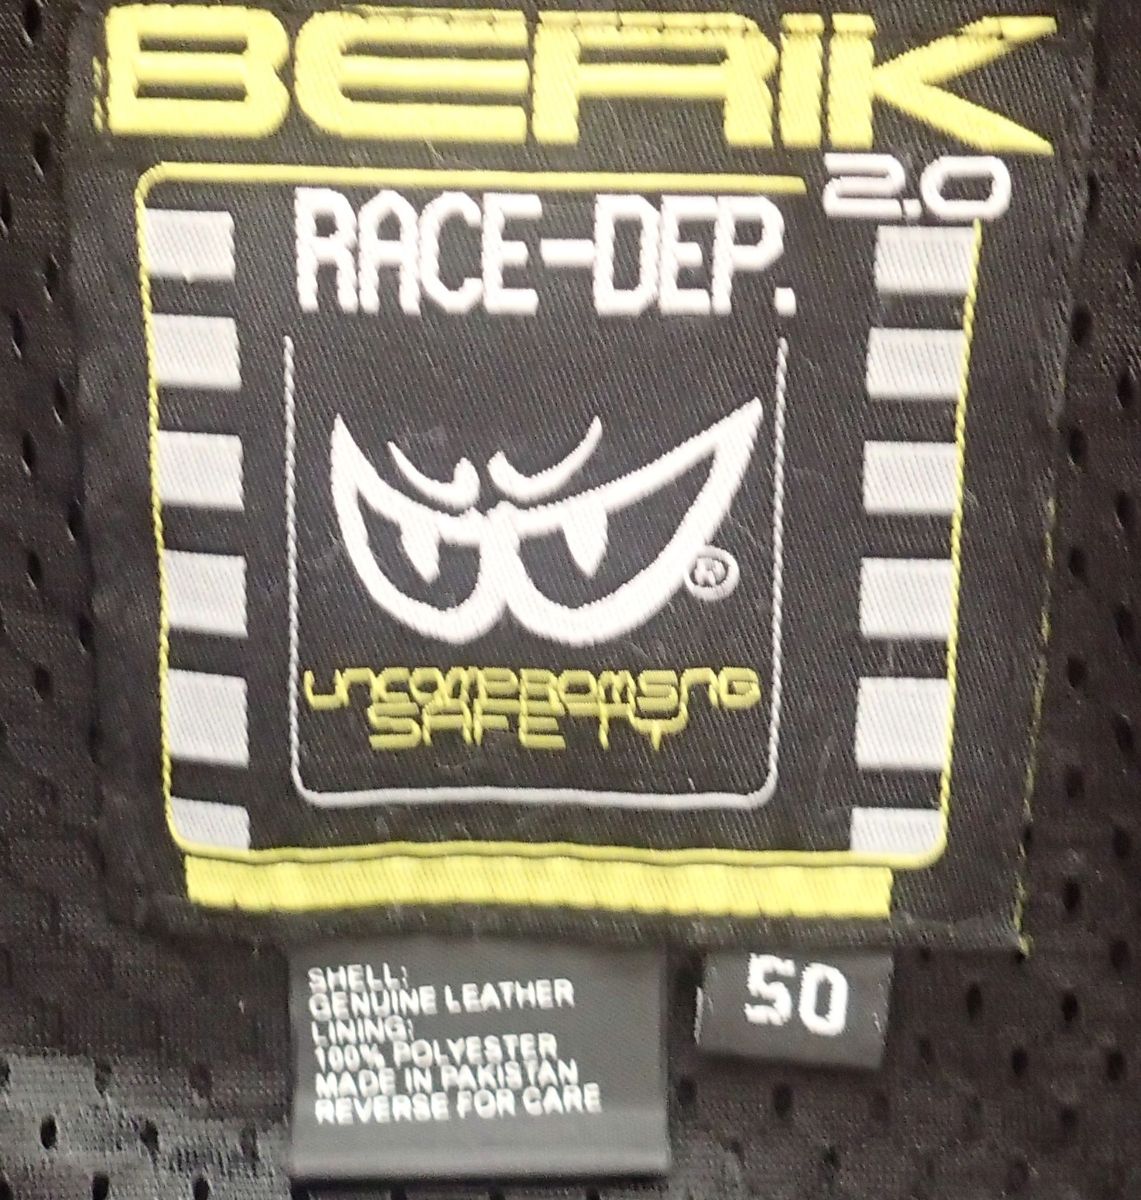 BERIK
2.0
RACE-DEP.
®
UNCOMPROMISING
SAFETY
SHELL:
GENUINE LEATHER
LINING:
100% POLYESTER
MADE IN PAKISTAN
REVERSE FOR CARE
50